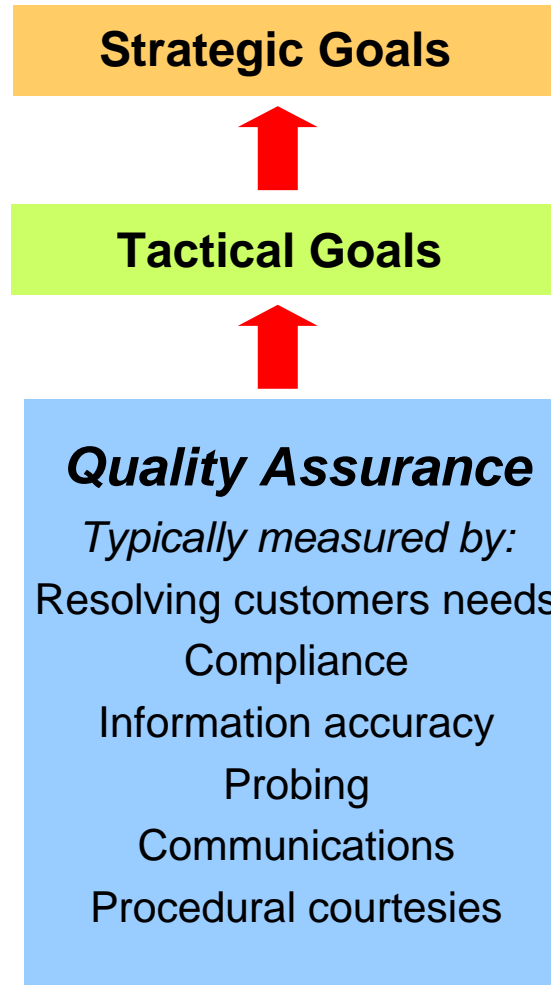 Strategic Goals
Tactical Goals
Quality Assurance
Typically measured by:
Resolving customers needs
Compliance
Information accuracy
Probing
Communications
Procedural courtesies